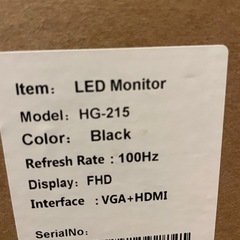 Item: LED Monitor
Model: HG-215
Color: Black
Refresh Rate : 100Hz
Display: FHD
Interface : VGA+HDMI
SerialNo: